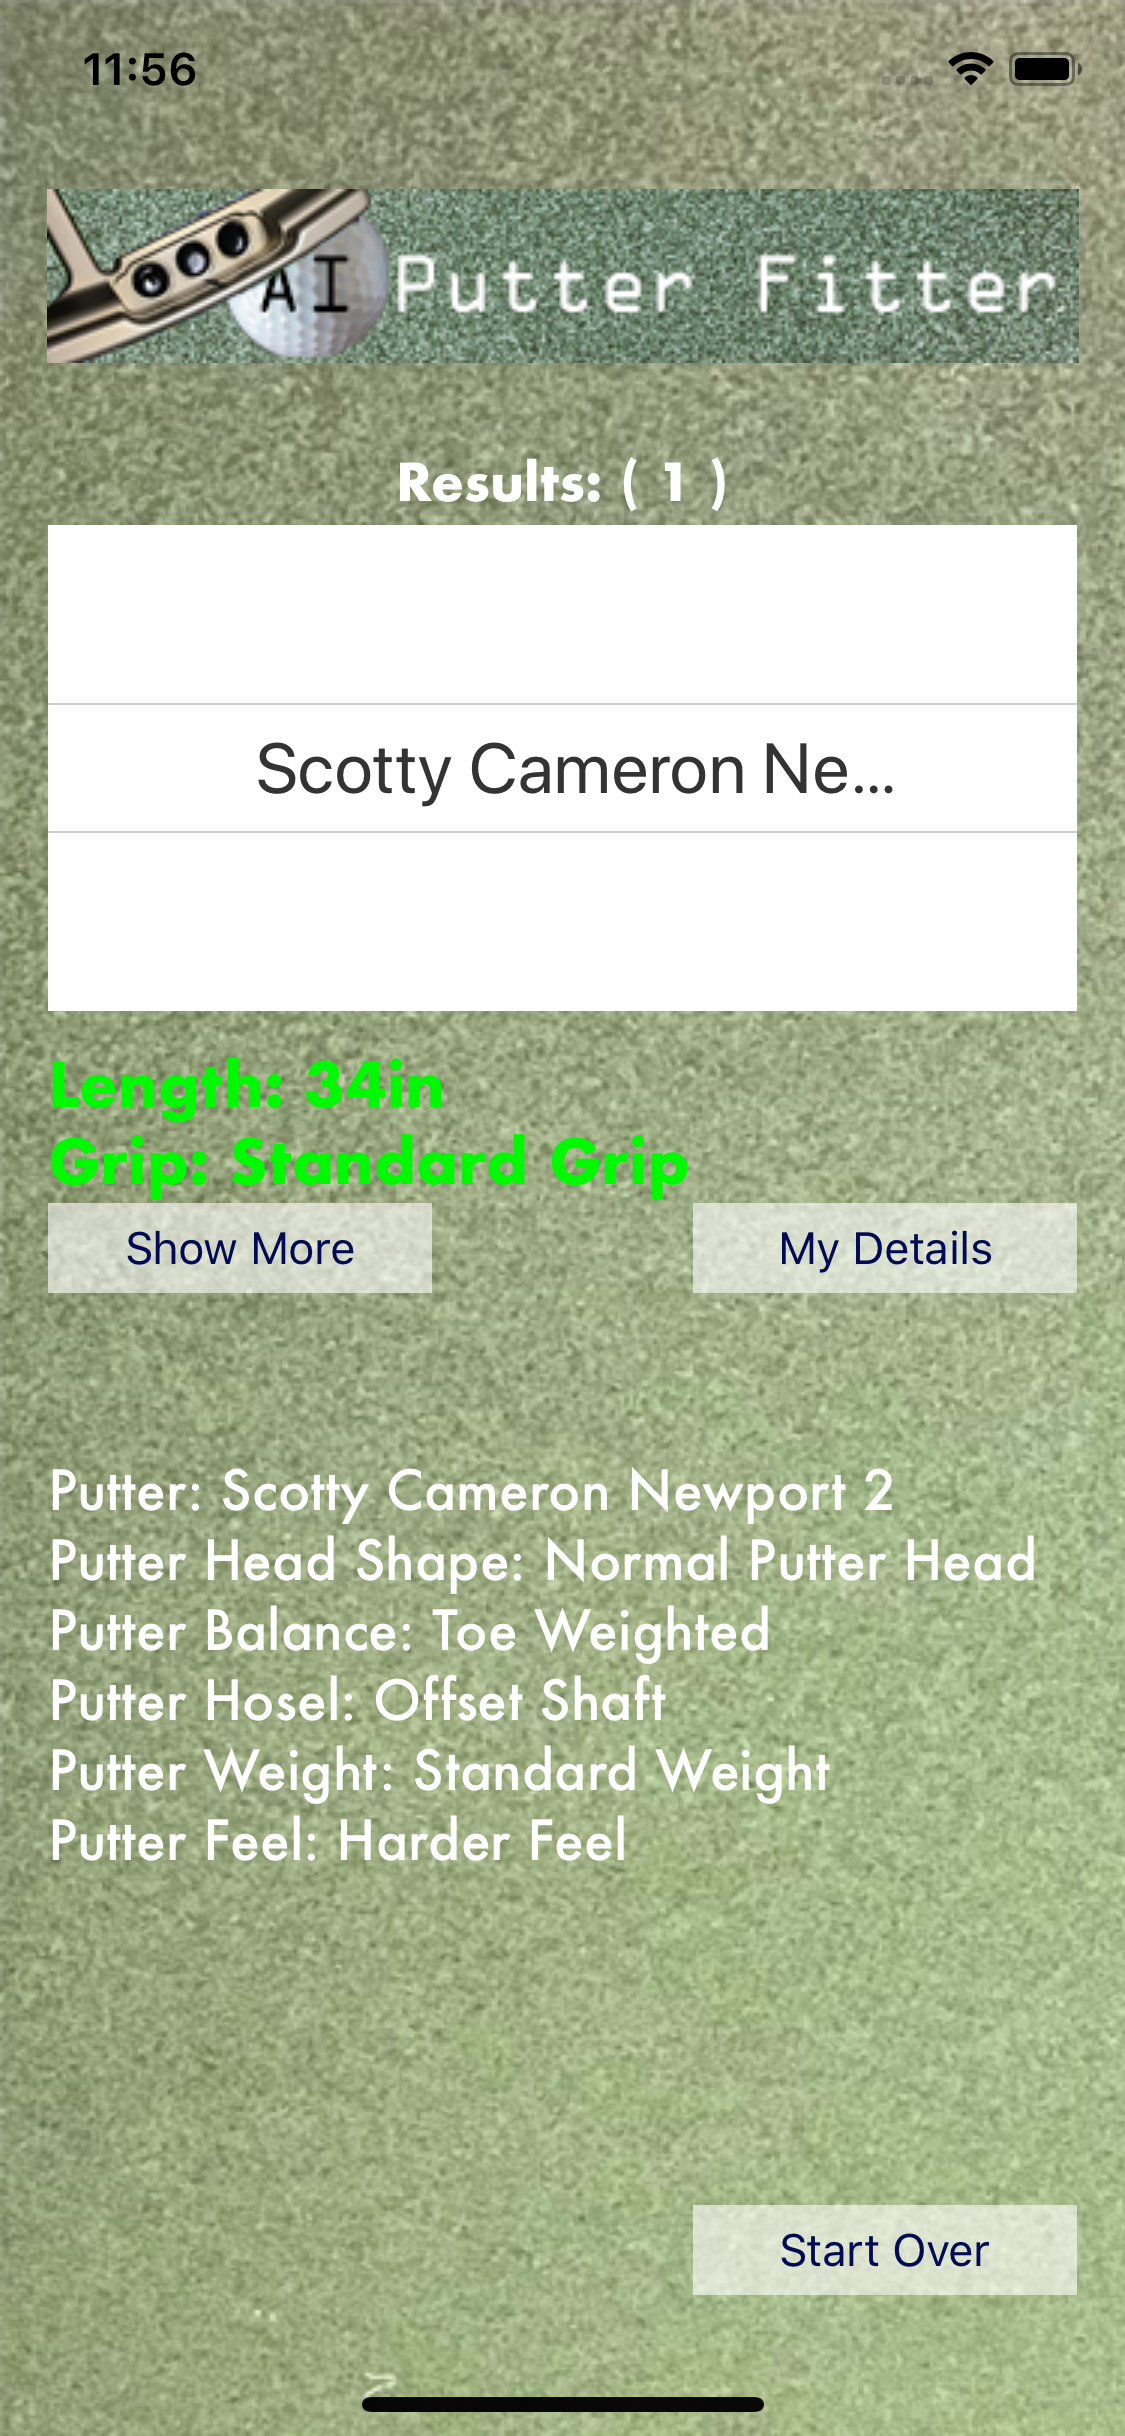 11:56
AI Putter Fitter
Results: ( 1 )
Scotty Cameron Ne...
Length: 34in
Grip: Standard Grip
Show More
My Details
Putter: Scotty Cameron Newport 2
Putter Head Shape: Normal Putter Head
Putter Balance: Toe Weighted
Putter Hosel: Offset Shaft
Putter Weight: Standard Weight
Putter Feel: Harder Feel
Start Over